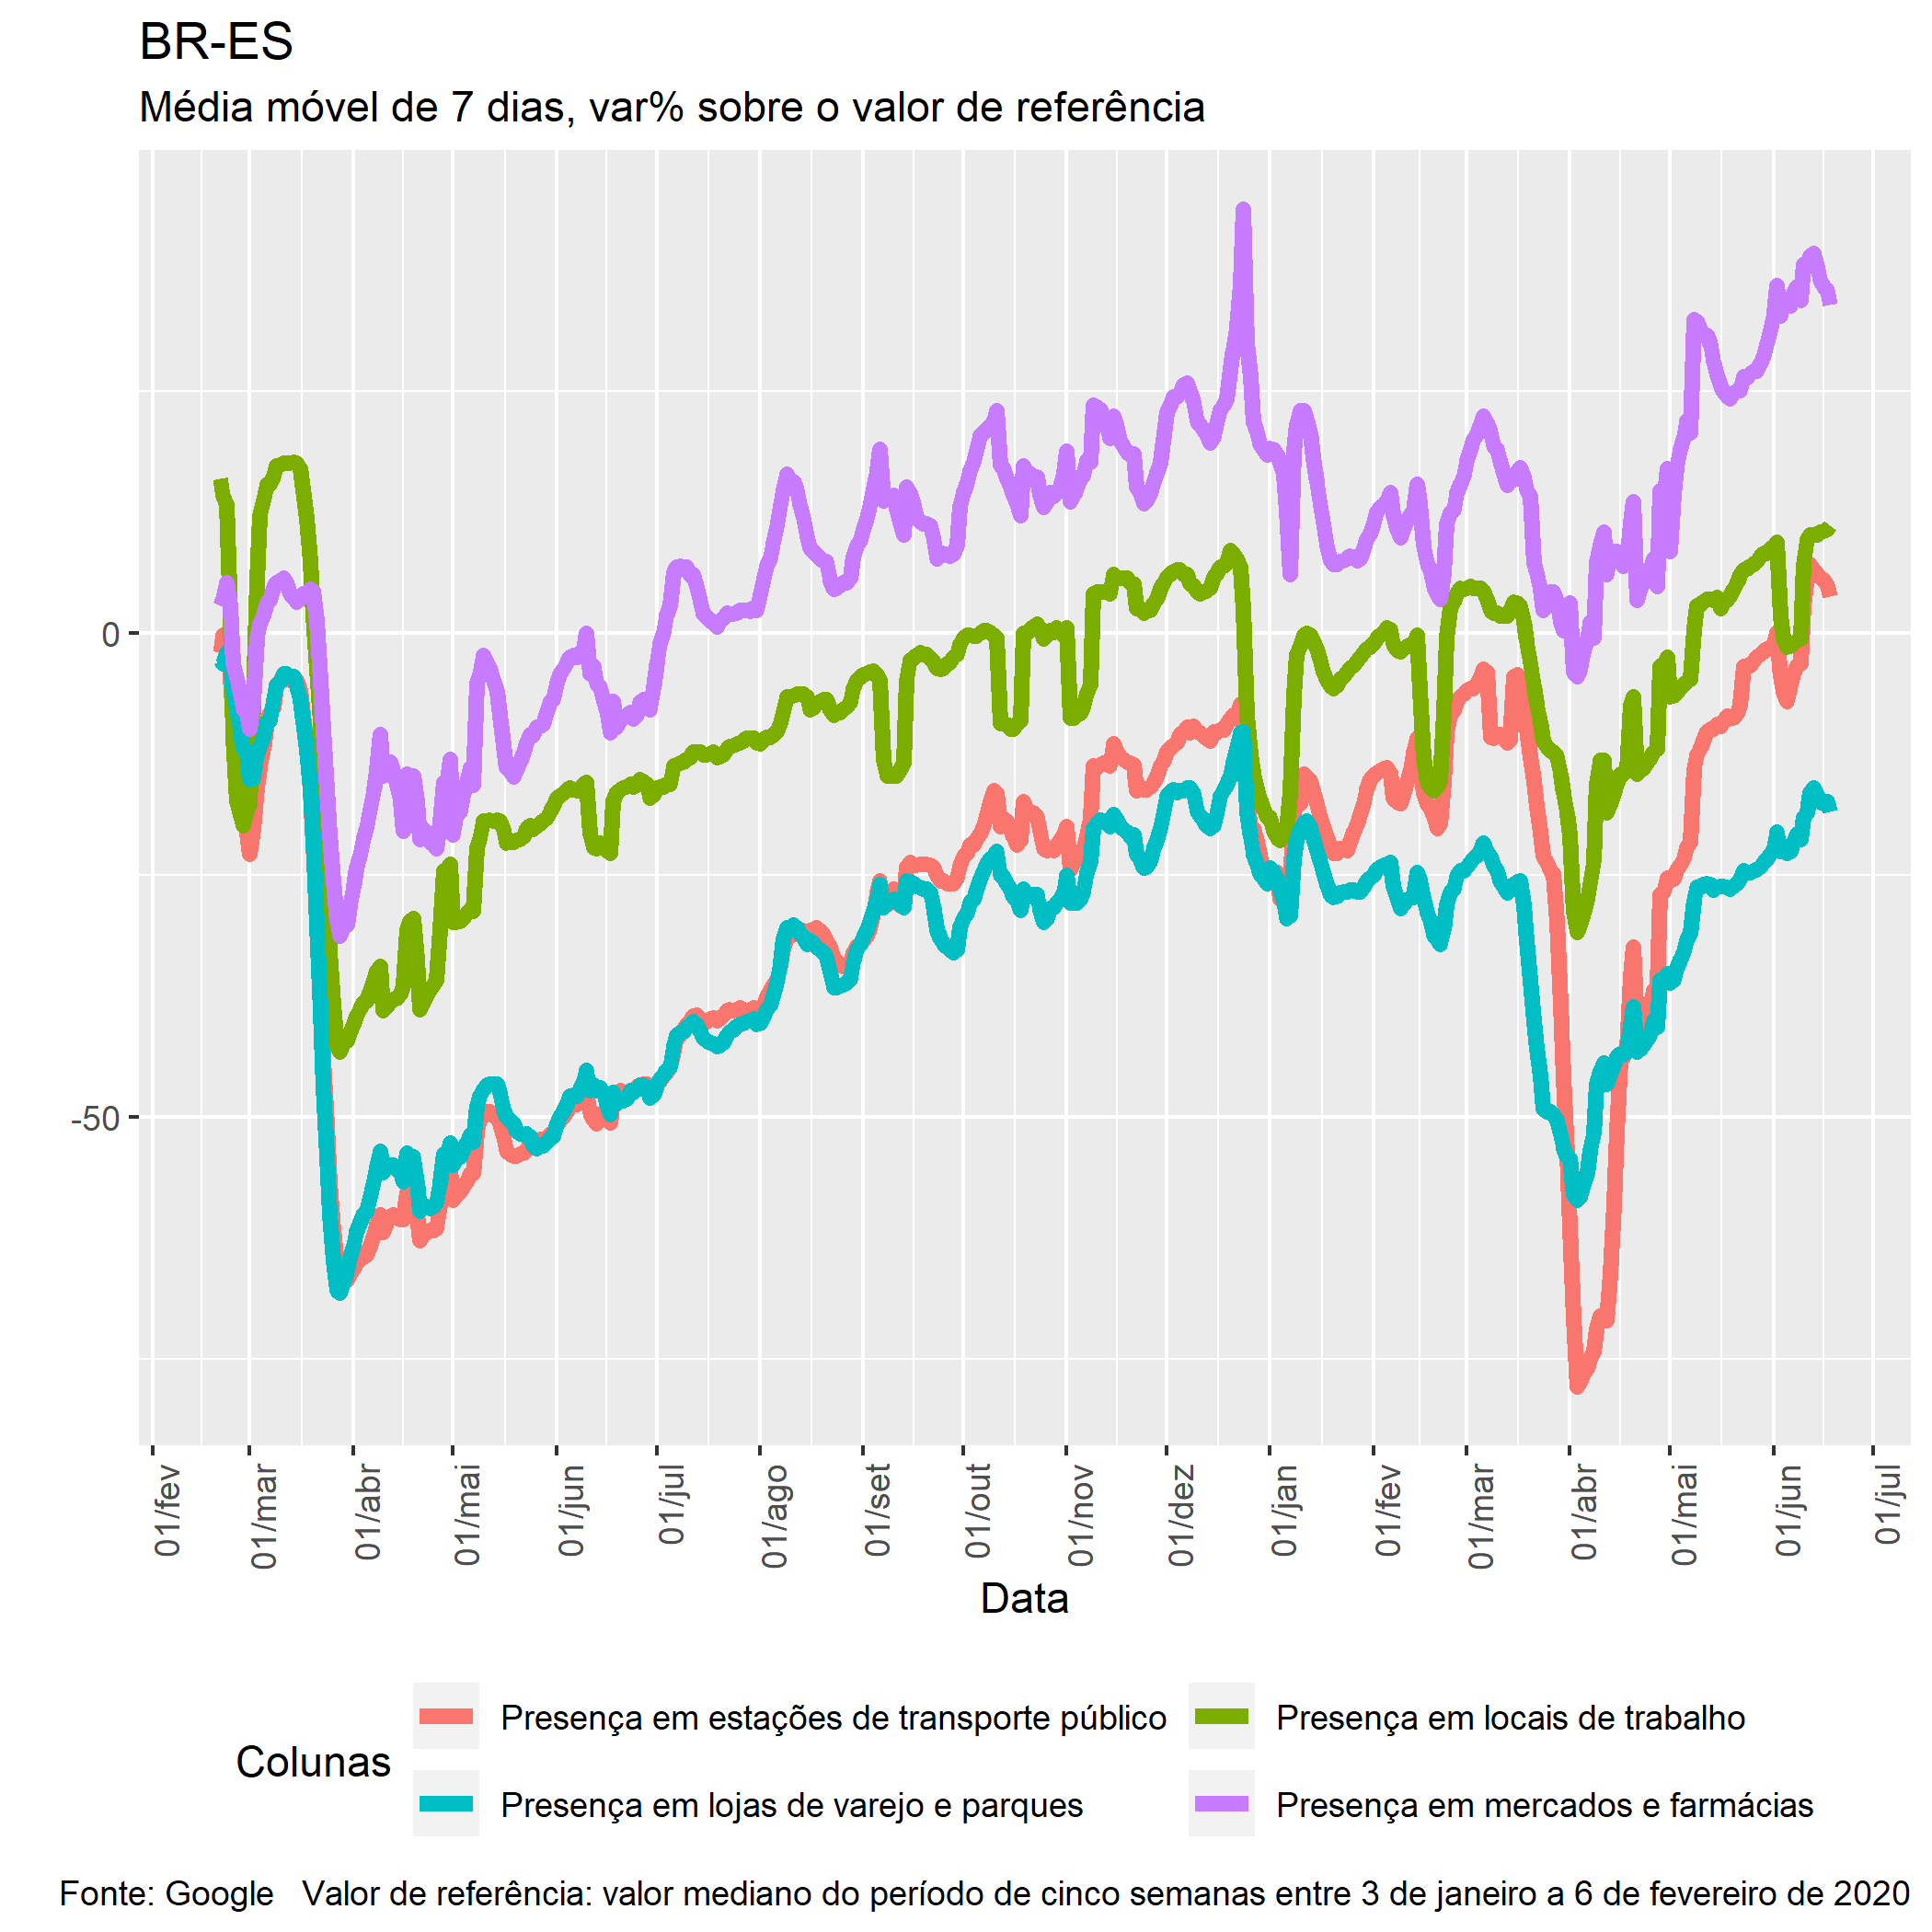 BR-ES
Média móvel de 7 dias, var% sobre o valor de referência
0
-50
01/fev
01/mar
01/abr
01/mai
01/jun
01/jul
01/ago
01/set
01/out
01/nov
01/dez
01/jan
01/fev
01/mar
01/abr
01/mai
01/jun
01/jul
Data
Colunas
Presença em estações de transporte público
Presença em locais de trabalho
Presença em lojas de varejo e parques
Presença em mercados e farmácias
Fonte: Google   Valor de referência: valor mediano do período de cinco semanas entre 3 de janeiro a 6 de fevereiro de 2020